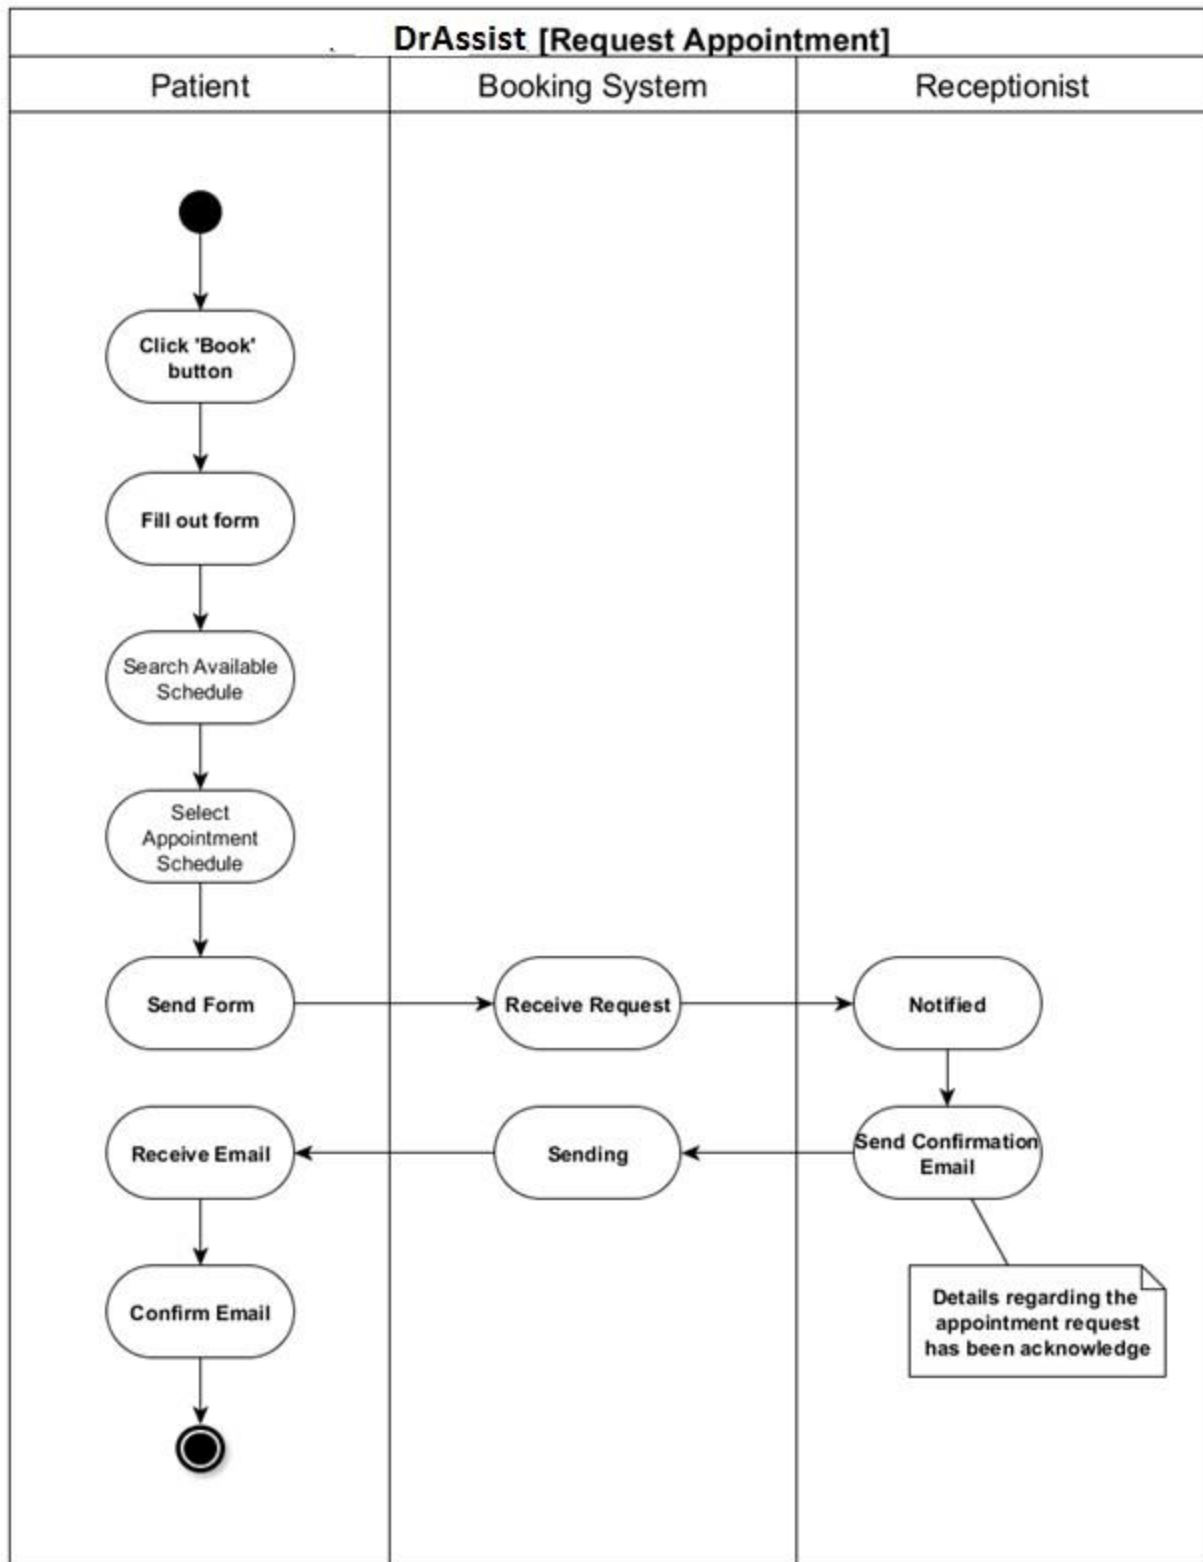 DrAssist [Request Appointment]
Patient
Booking System
Receptionist
Click 'Book'
button
Fill out form
Search Available
Schedule
Select
Appointment
Schedule
Send Form
Receive Request
Notified
Receive Email
Sending
Send Confirmation
Email
Confirm Email
Details regarding the
appointment request
has been acknowledge